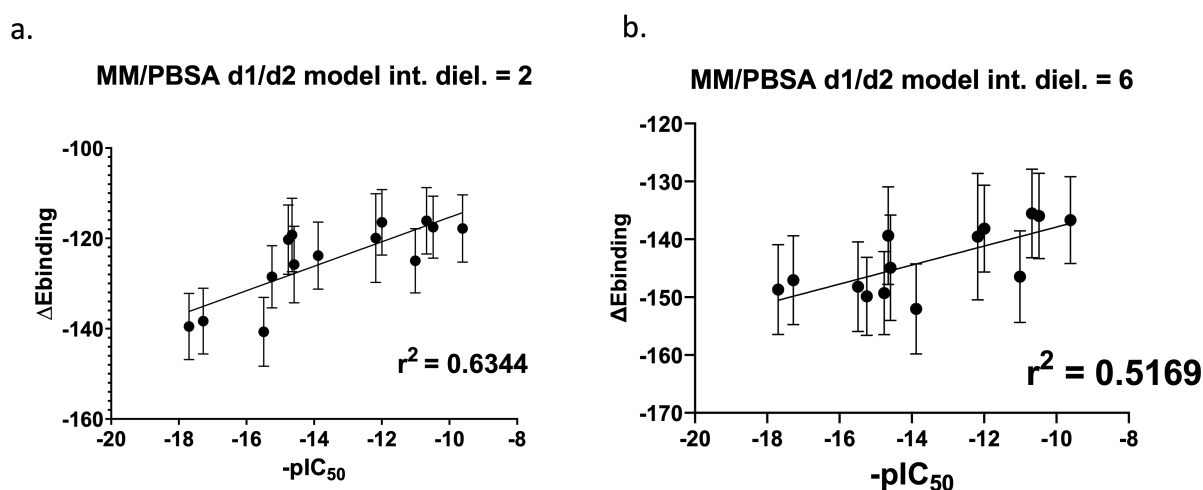 a.
MM/PBSA d1/d2 model int. diel. = 2
-100
-120
-140
-160
ΔEbinding
r² = 0.6344
-20 -18 -16 -14 -12 -10 -8
-pIC₅₀
b.
MM/PBSA d1/d2 model int. diel. = 6
-120
-130
-140
-150
-160
-170
ΔEbinding
r² = 0.5169
-20 -18 -16 -14 -12 -10 -8
-pIC₅₀